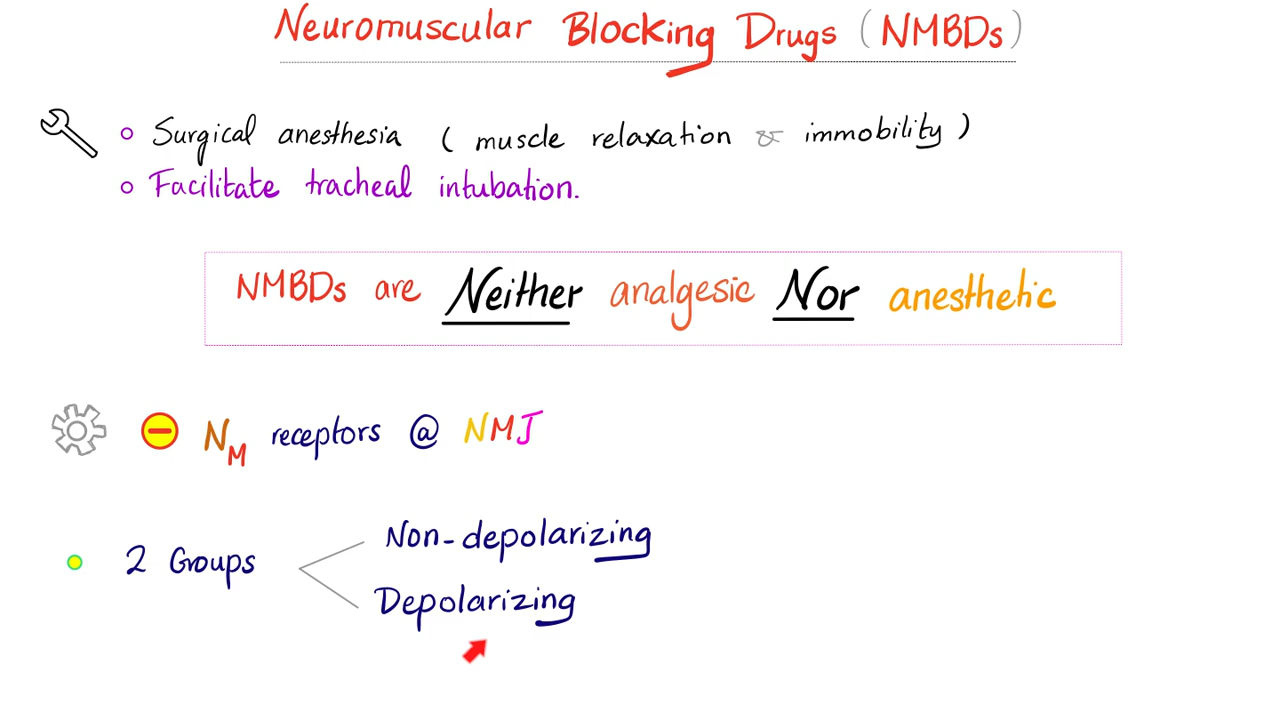 Neuromuscular Blocking Drugs (NMBDs)
Surgical anesthesia (muscle relaxation & immobility)
Facilitate tracheal intubation.
NMBDs are Neither analgesic Nor anesthetic
NM receptors @ NMJ
2 Groups
Non-depolarizing
Depolarizing